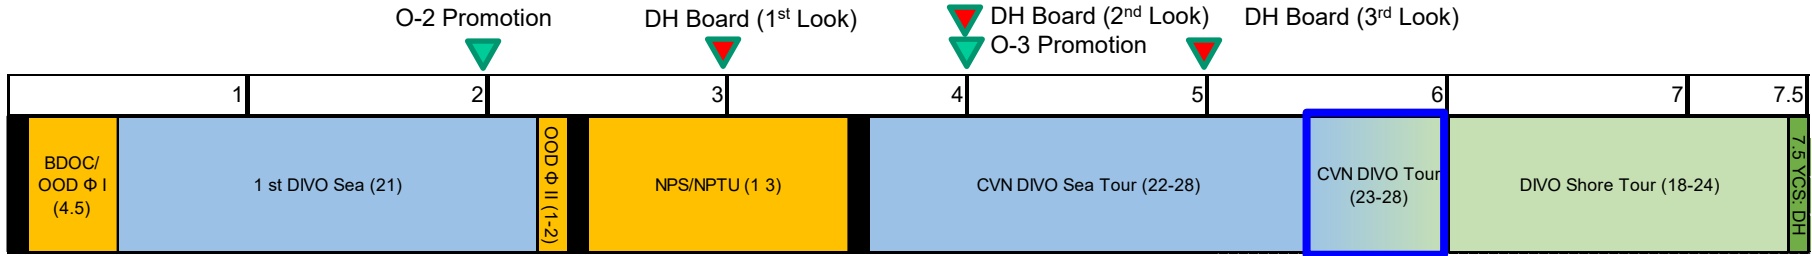 O-2 Promotion
DH Board (1st Look)
DH Board (2nd Look)
O-3 Promotion
DH Board (3rd Look)
1
2
3
4
5
6
7
7.5
BDOC/
OOD Φ I
(4.5)
1 st DIVO Sea (21)
OOD Φ II (1-2)
NPS/NPTU (1 3)
CVN DIVO Sea Tour (22-28)
CVN DIVO Tour
(23-28)
DIVO Shore Tour (18-24)
7.5 YCS: DH